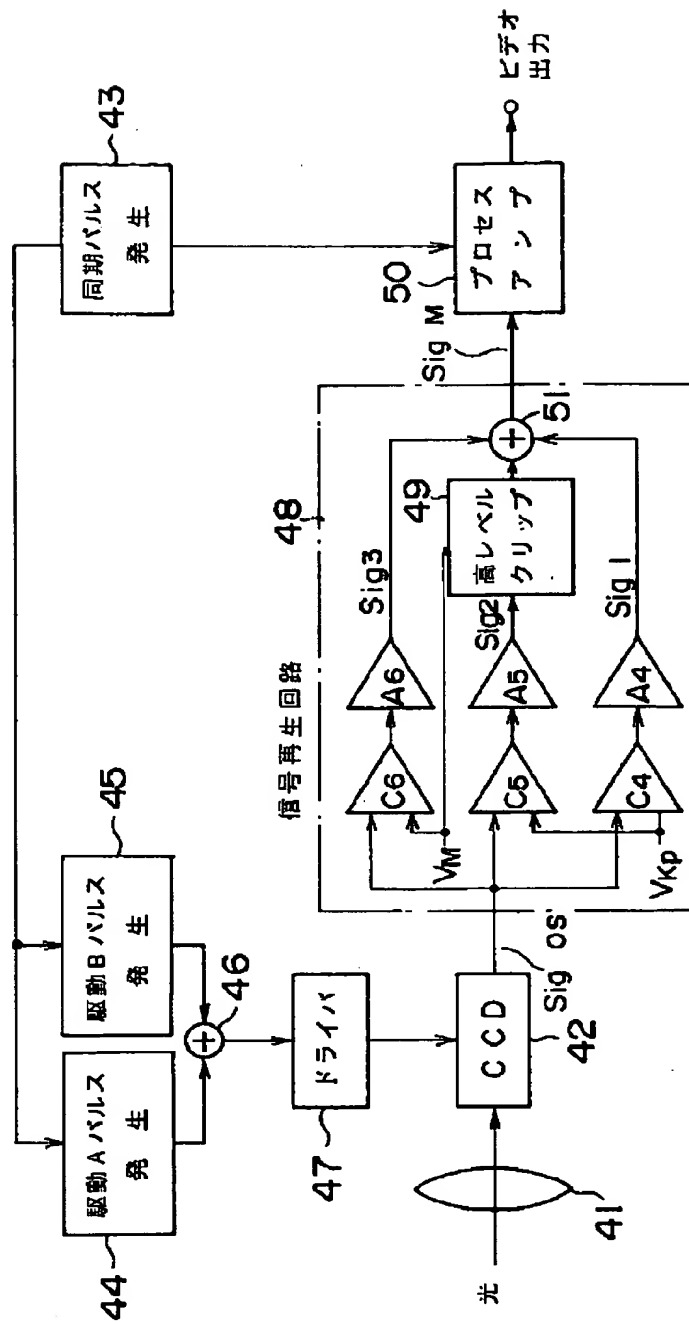 同期パルス
発生
43
駆動Aパルス
発生
44
駆動Bパルス
発生
45
+
46
ドライバ
47
光
41
CCD
42
Sig OS
信号再生回路
48
VM
VKp
C6
A6
Sig3
C5
A5
Sig2
C4
A4
Sig 1
高レベル
クリップ
49
+
51
Sig M
プロセス
アンプ
50
ビデオ
出力